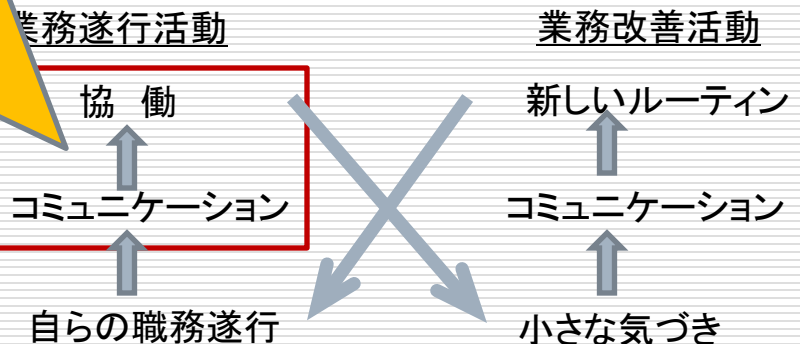 業務遂行活動
業務改善活動
協 働
新しいルーティン
コミュニケーション
コミュニケーション
自らの職務遂行
小さな気づき